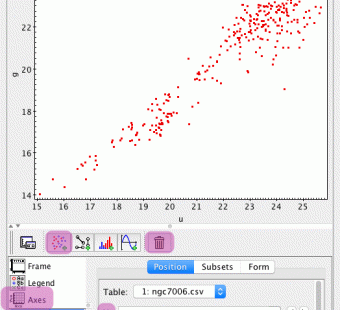 22
20
g
18
16
14
15 16 17 18 19 20 21 22 23 24 25
u
Frame
Legend
Axes
Position Subsets Form
Table: 1: ngc7006.csv